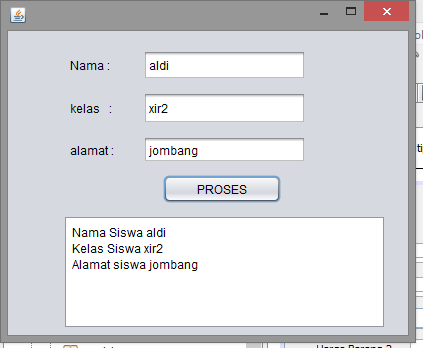 Nama : aldi
kelas : xir2
alamat : jombang
PROSES
Nama Siswa aldi
Kelas Siswa xir2
Alamat siswa jombang